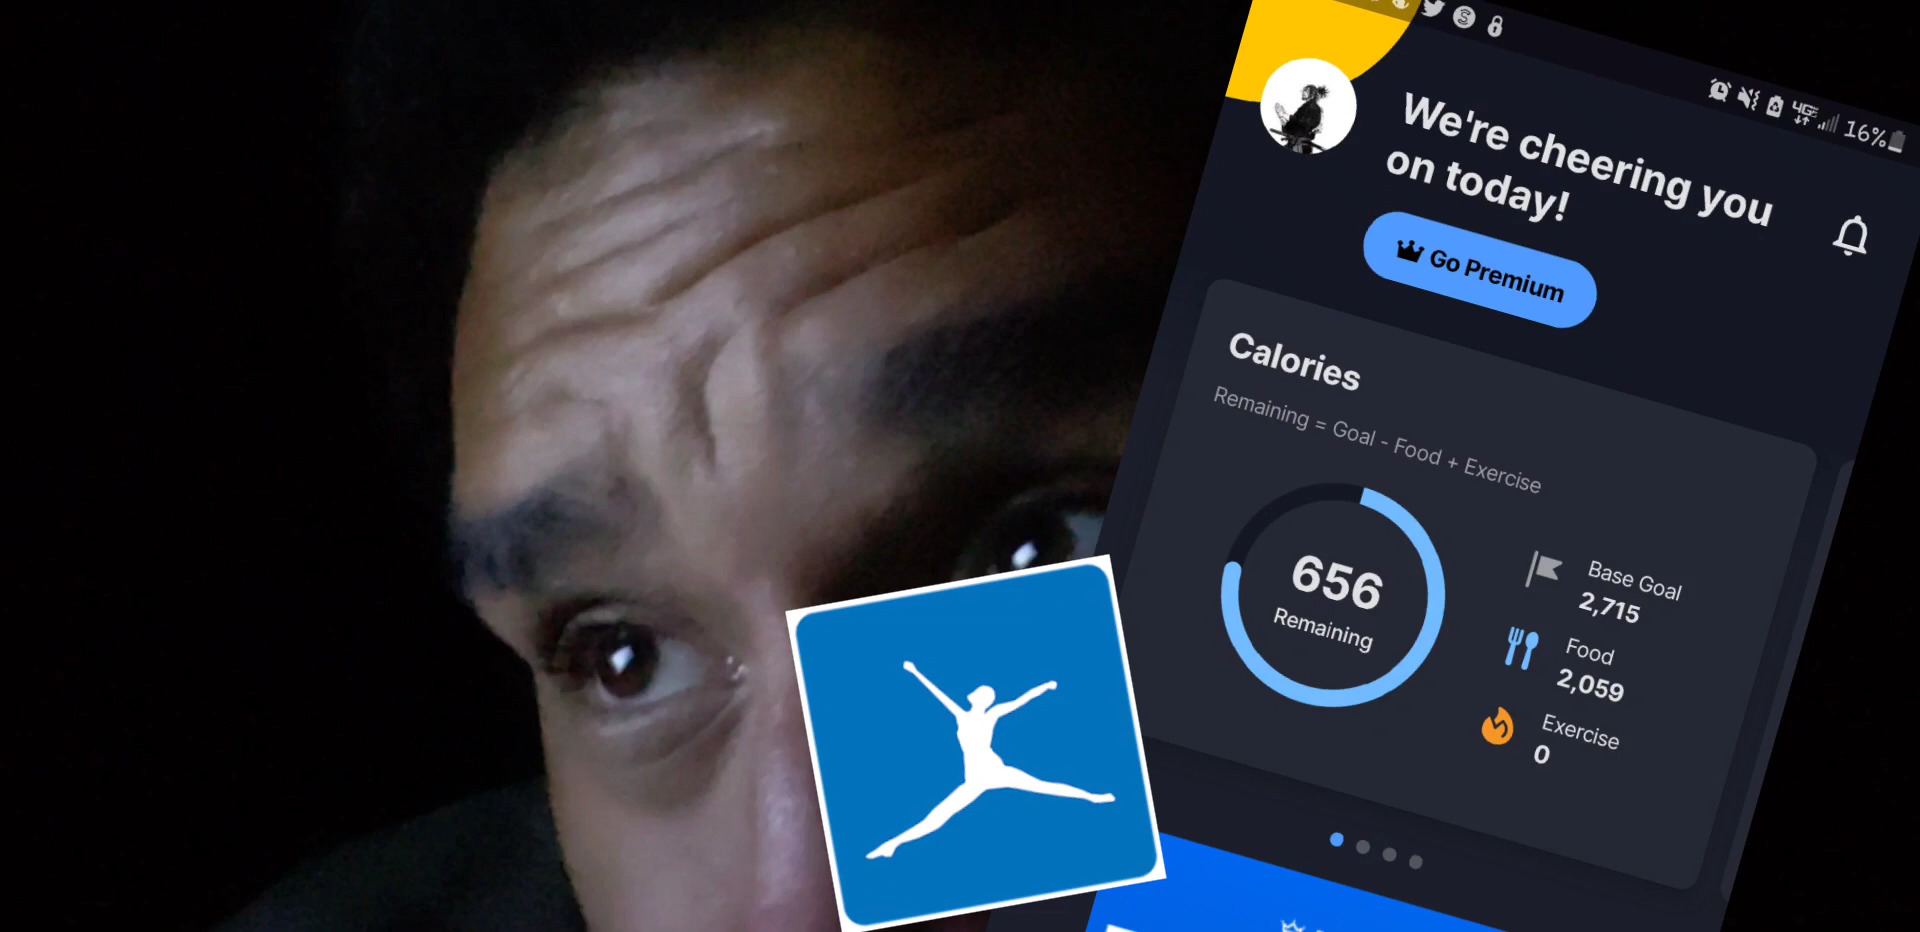 4GE 16%
We're cheering you
on today!
Go Premium
Calories
Remaining = Goal - Food + Exercise
656
Remaining
Base Goal
2,715
Food
2,059
Exercise
0